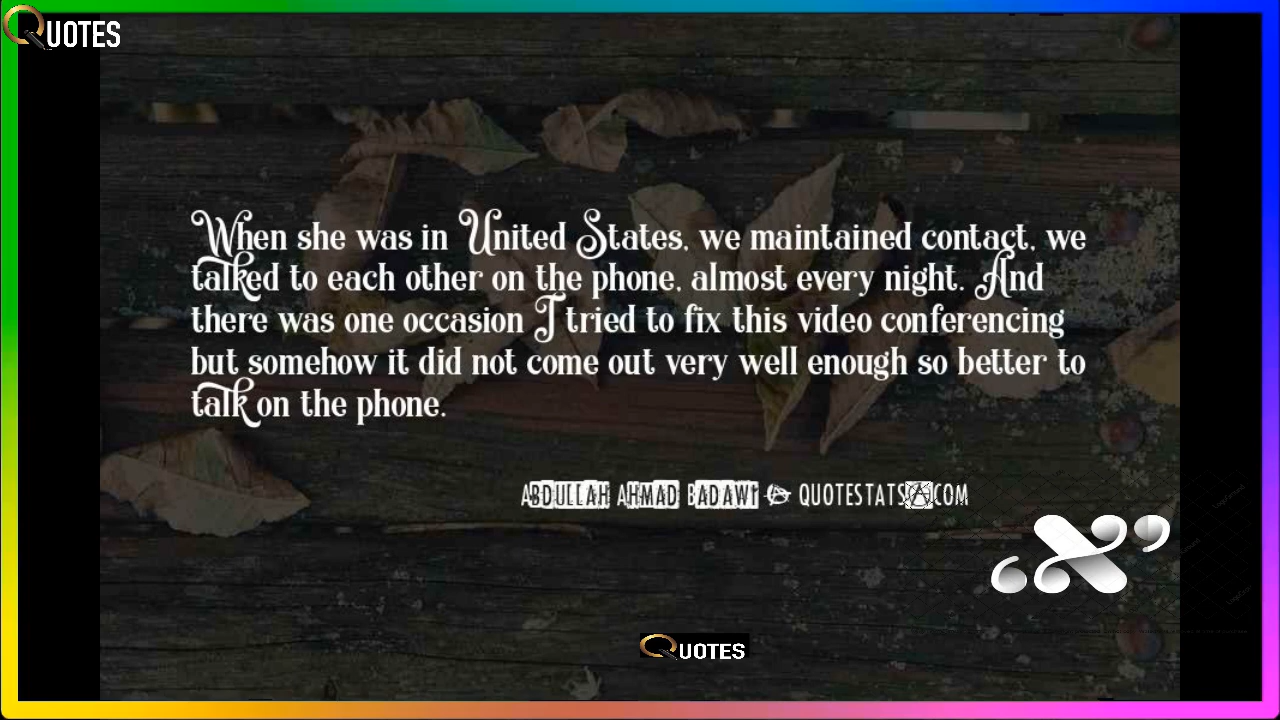 QUOTES
When she was in United States, we maintained contact, we
talked to each other on the phone, almost every night. And
there was one occasion I tried to fix this video conferencing
but somehow it did not come out very well enough so better to
talk on the phone.
ABDULLAH AHMAD BADAWI QUOTESTATS.COM
QUOTES